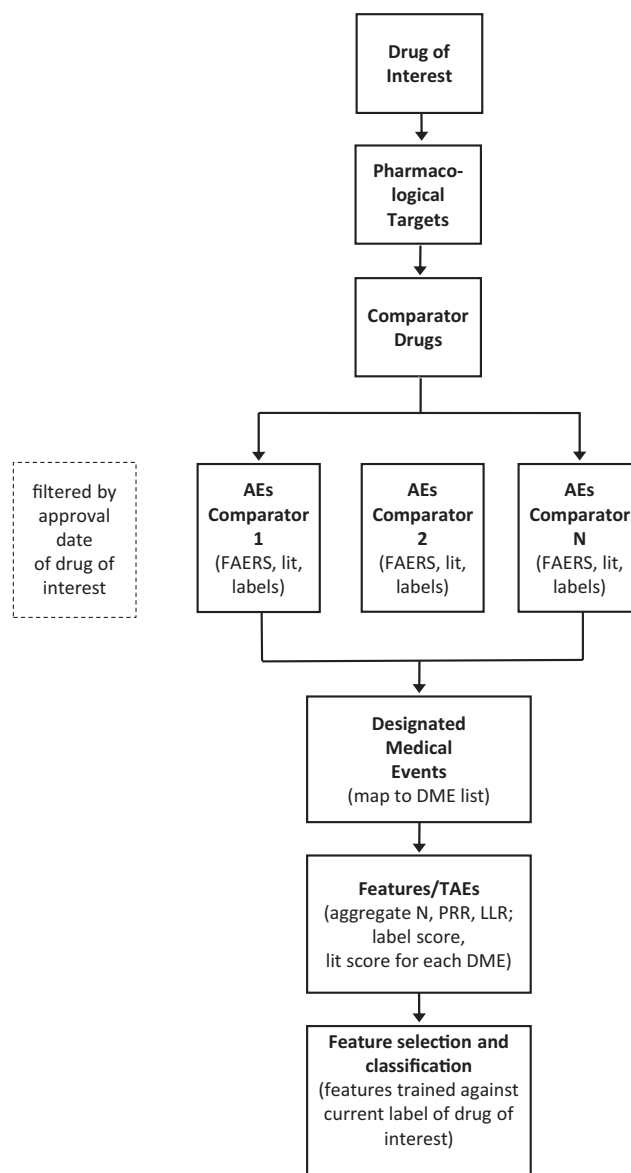 Drug of
Interest
Pharmaco-
logical
Targets
Comparator
Drugs
filtered by
approval
date
of drug of
interest
AEs
Comparator
1
(FAERS, lit,
labels)
AEs
Comparator
2
(FAERS, lit,
labels)
AEs
Comparator
N
(FAERS, lit,
labels)
Designated
Medical
Events
(map to DME list)
Features/TAEs
(aggregate N, PRR, LLR;
label score,
lit score for each DME)
Feature selection and
classification
(features trained against
current label of drug of
interest)